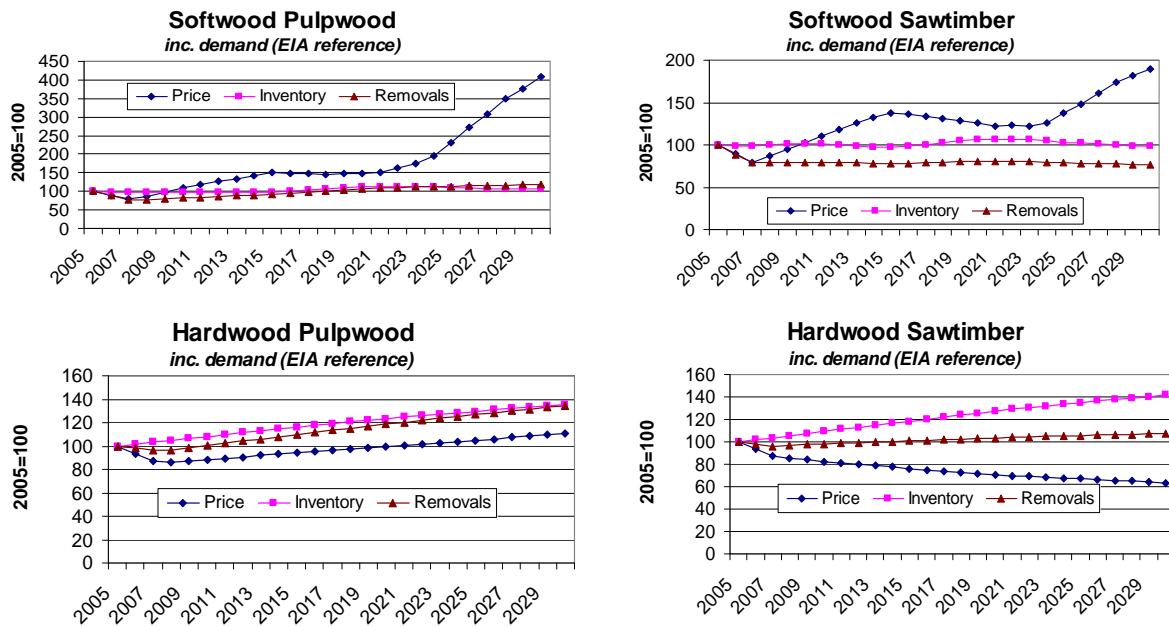 Softwood Pulpwood
inc. demand (EIA reference)
2005=100
450
400
350
300
250
200
150
100
50
0
Price Inventory Removals
2005 2007 2009 2011 2013 2015 2017 2019 2021 2023 2025 2027 2029
Softwood Sawtimber
inc. demand (EIA reference)
2005=100
200
150
100
50
0
Price Inventory Removals
2005 2007 2009 2011 2013 2015 2017 2019 2021 2023 2025 2027 2029
Hardwood Pulpwood
inc. demand (EIA reference)
2005=100
160
140
120
100
80
60
40
20
0
Price Inventory Removals
2005 2007 2009 2011 2013 2015 2017 2019 2021 2023 2025 2027 2029
Hardwood Sawtimber
inc. demand (EIA reference)
2005=100
160
140
120
100
80
60
40
20
0
Price Inventory Removals
2005 2007 2009 2011 2013 2015 2017 2019 2021 2023 2025 2027 2029